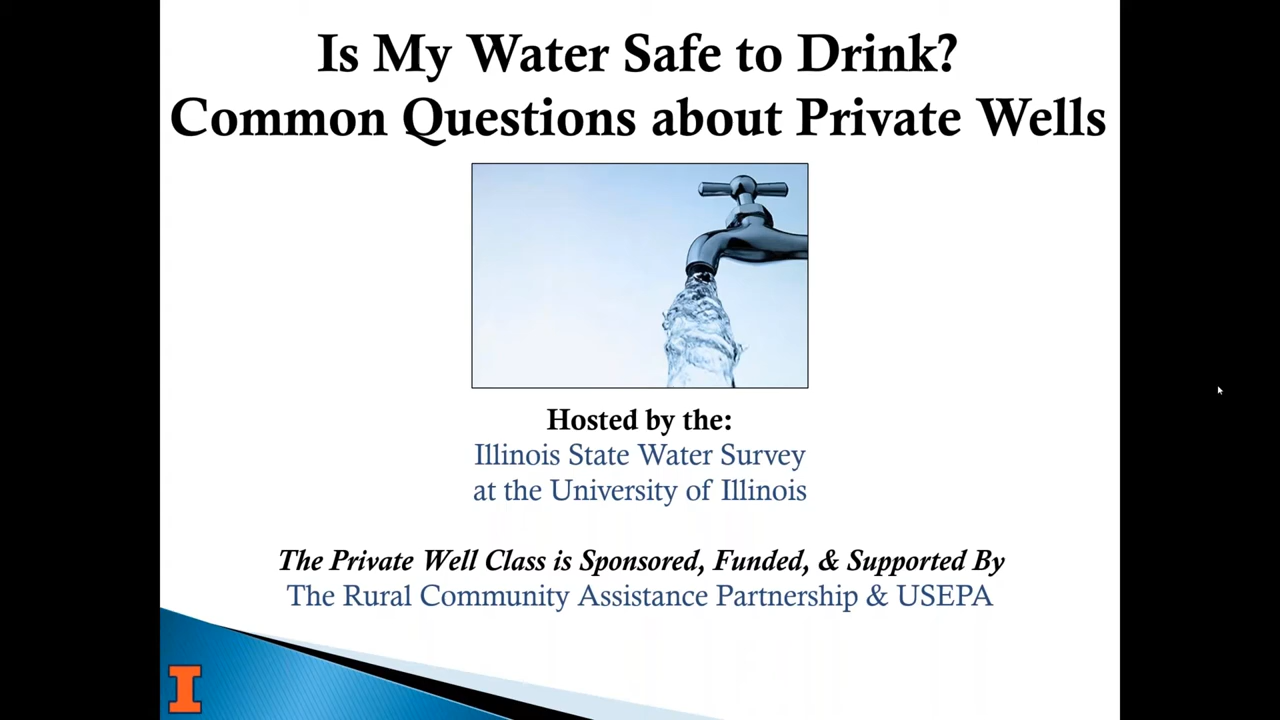 Is My Water Safe to Drink?
Common Questions about Private Wells
Hosted by the:
Illinois State Water Survey
at the University of Illinois
The Private Well Class is Sponsored, Funded, & Supported By
The Rural Community Assistance Partnership & USEPA
I